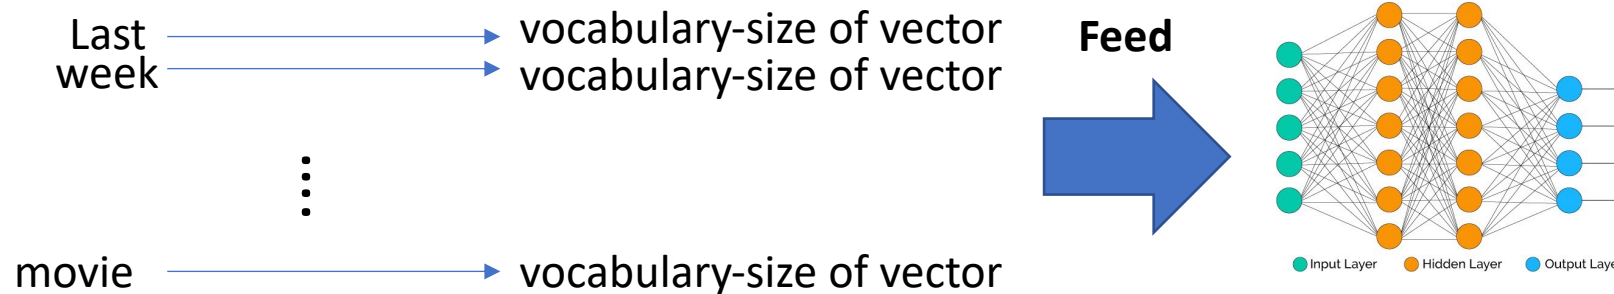 Last
vocabulary-size of vector
week
vocabulary-size of vector
Feed
movie
vocabulary-size of vector
Input Layer
Hidden Layer
Output Laye